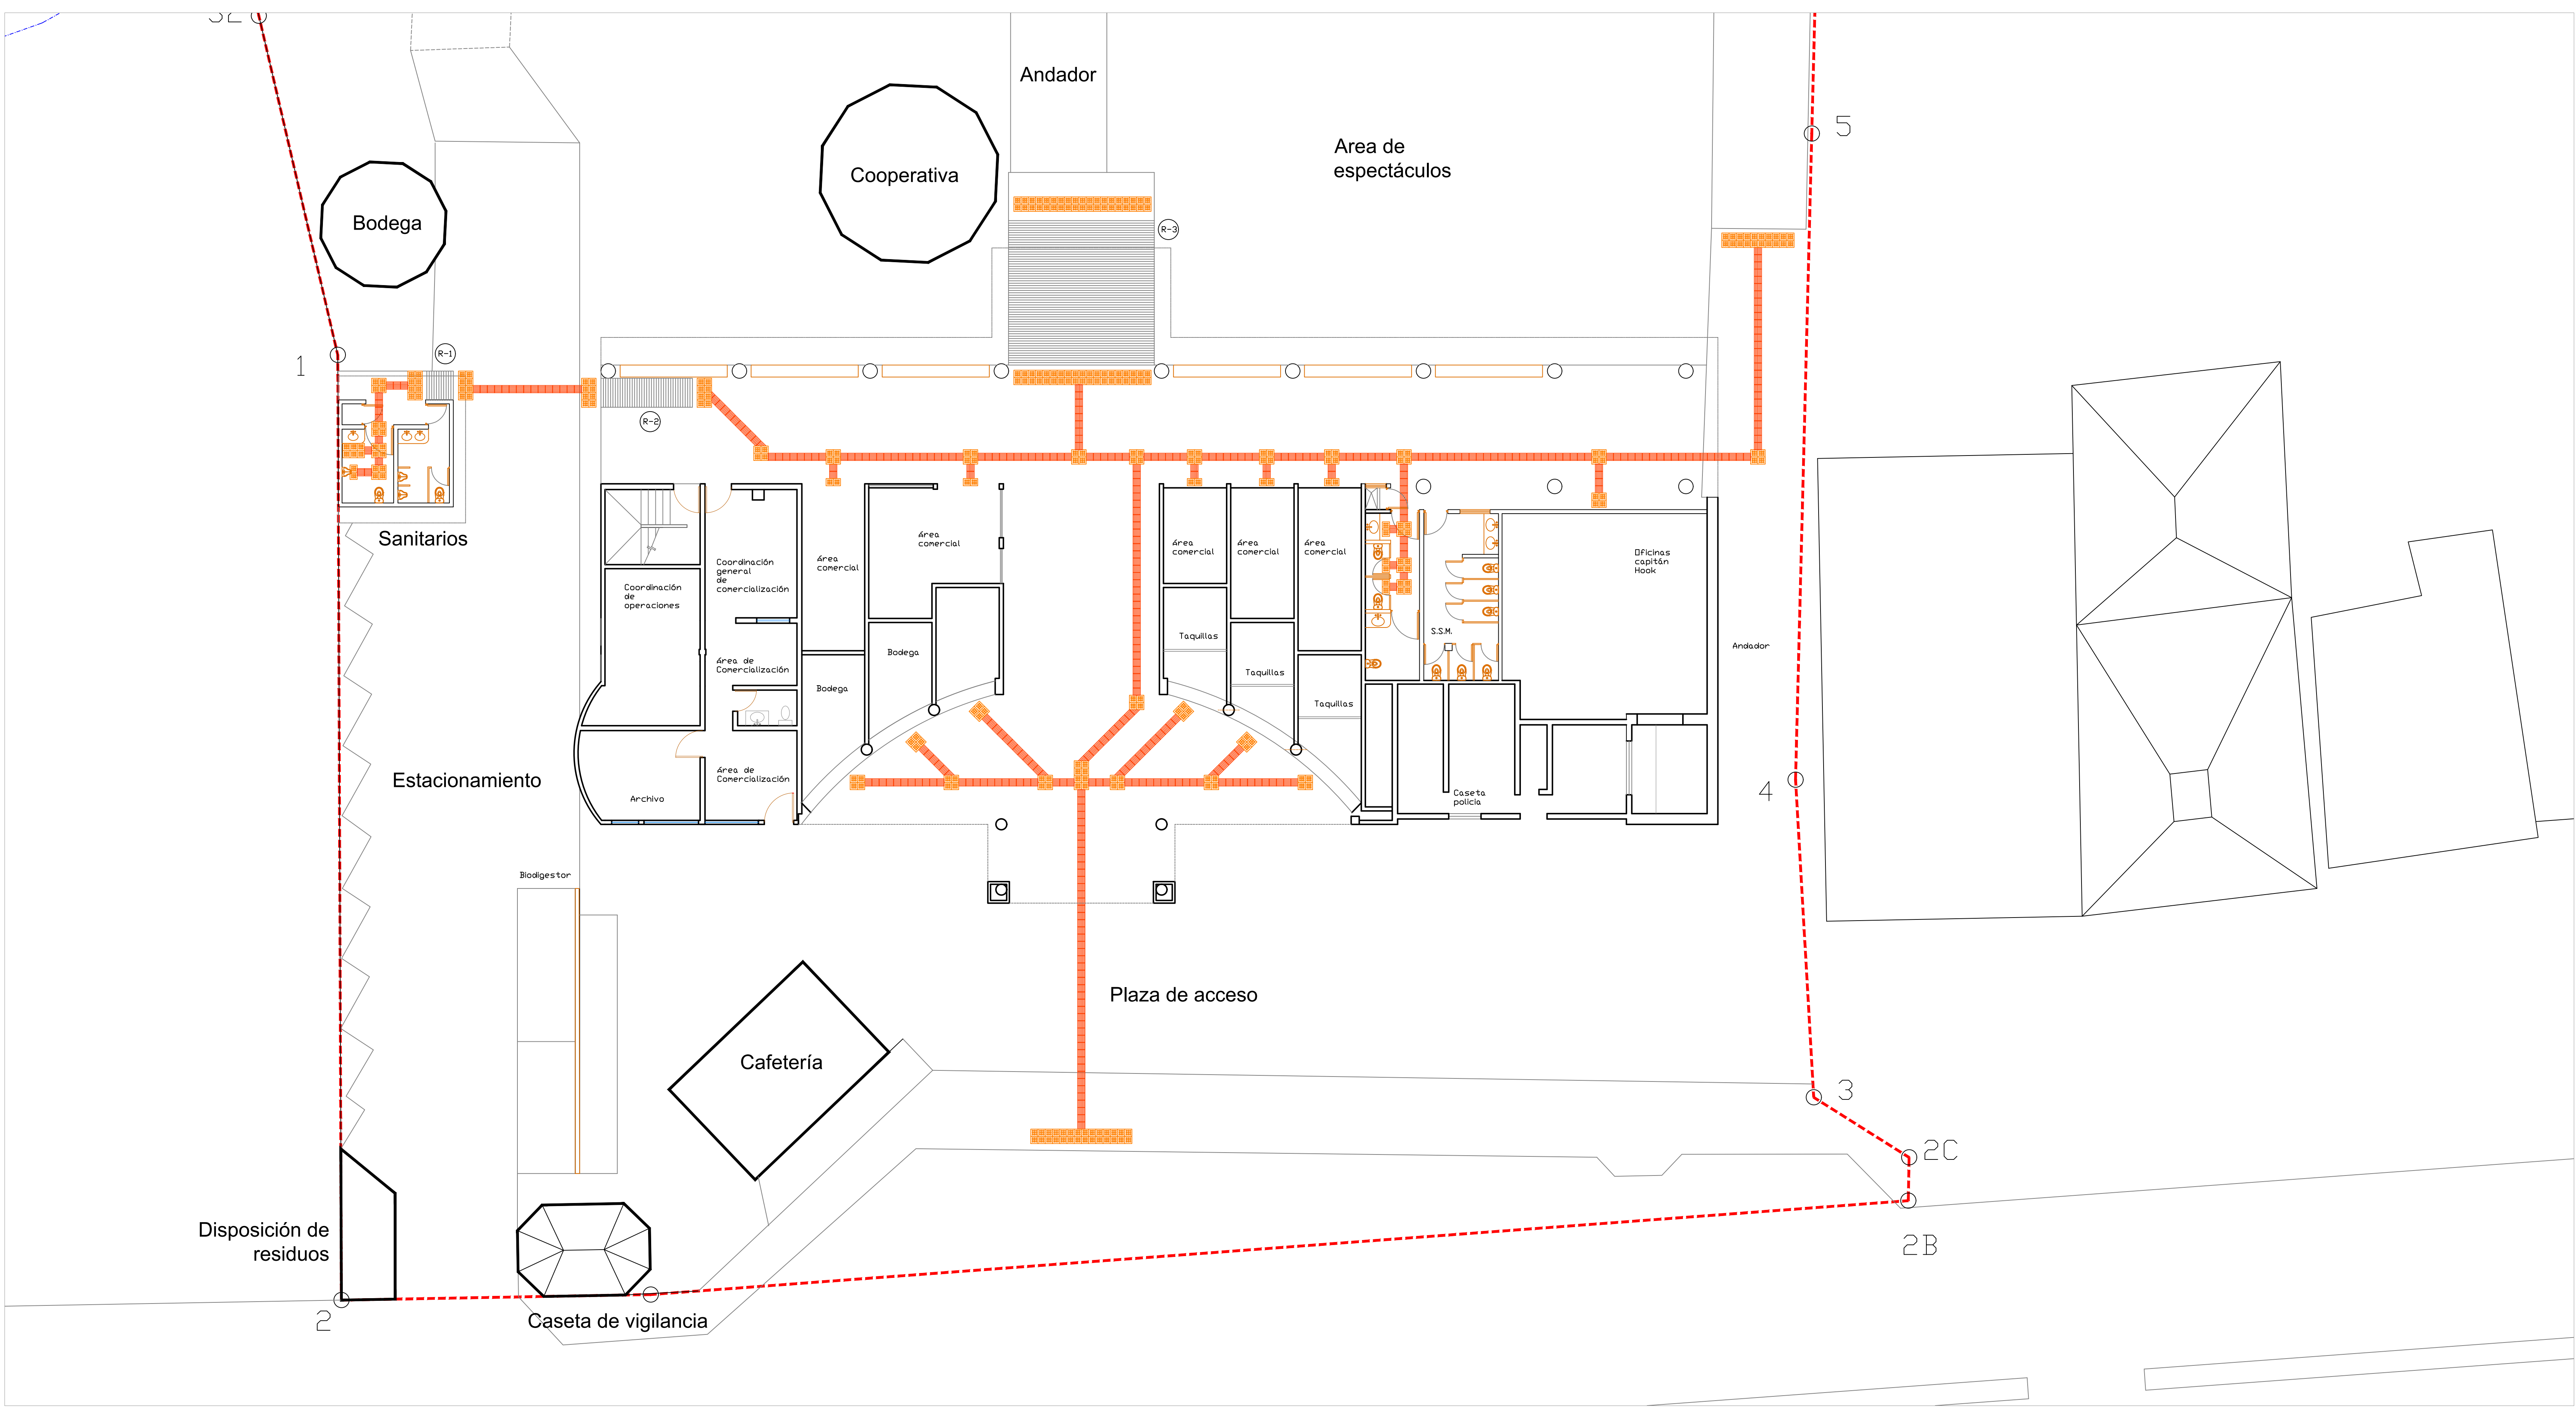 Andador
5
Area de
espectáculos
Cooperativa
Bodega
R-3
1
R-1
R-2
Sanitarios
Área
comercial
Área
comercial
Área
comercial
Área
comercial
Área
comercial
Oficinas
capitán
Hook
Coordinación
general
de
comercialización
Coordinación
de
operaciones
S.S.M.
Taquillas
Andador
Bodega
Área de
Comercialización
Taquillas
Bodega
Taquillas
Estacionamiento
Área de
Comercialización
4
Archivo
Caseta
policia
Biodigestor
Plaza de acceso
Cafetería
3
2C
Disposición de
residuos
2B
2
Caseta de vigilancia